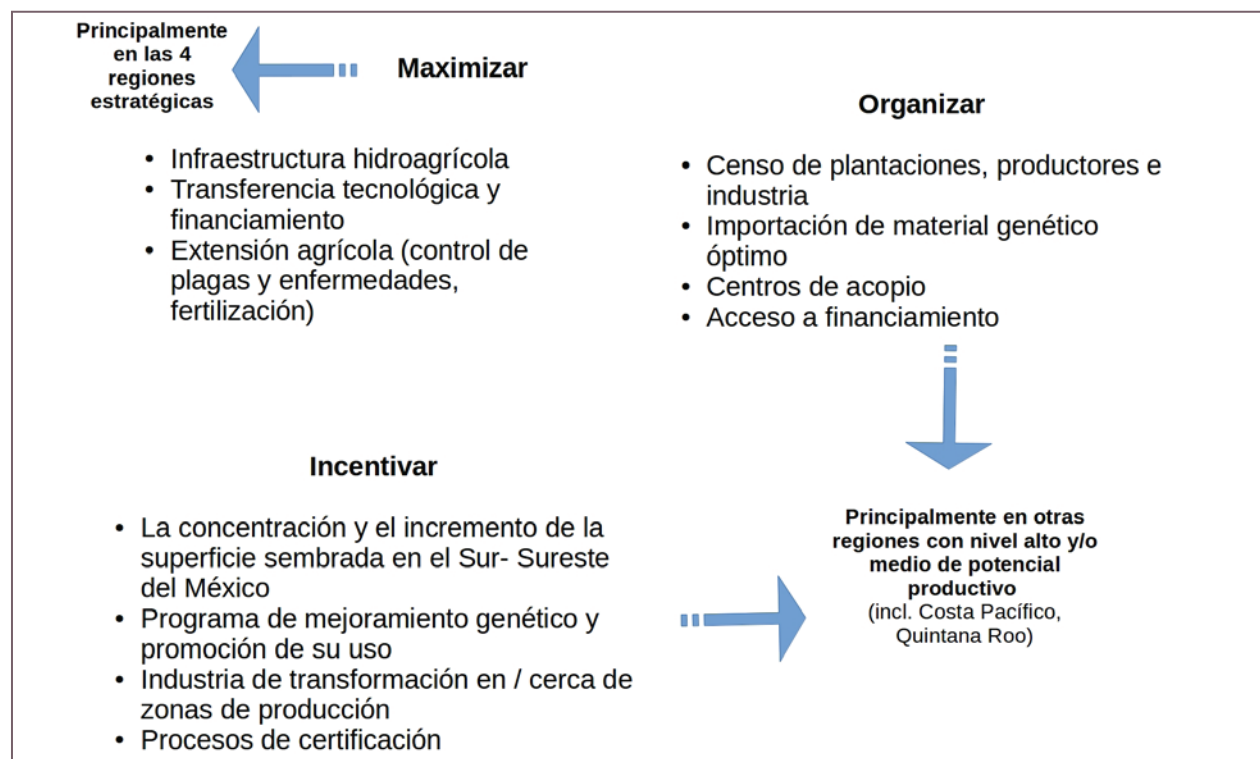 Principalmente
en las 4
regiones
estratégicas
Maximizar
• Infraestructura hidroagrícola
• Transferencia tecnológica y
financiamiento
• Extensión agrícola (control de
plagas y enfermedades,
fertilización)
Organizar
• Censo de plantaciones, productores e
industria
• Importación de material genético
óptimo
• Centros de acopio
• Acceso a financiamiento
Incentivar
• La concentración y el incremento de la
superficie sembrada en el Sur- Sureste
del México
• Programa de mejoramiento genético y
promoción de su uso
• Industria de transformación en / cerca de
zonas de producción
• Procesos de certificación
Principalmente en otras
regiones con nivel alto y/o
medio de potencial
productivo
(incl. Costa Pacífico,
Quintana Roo)